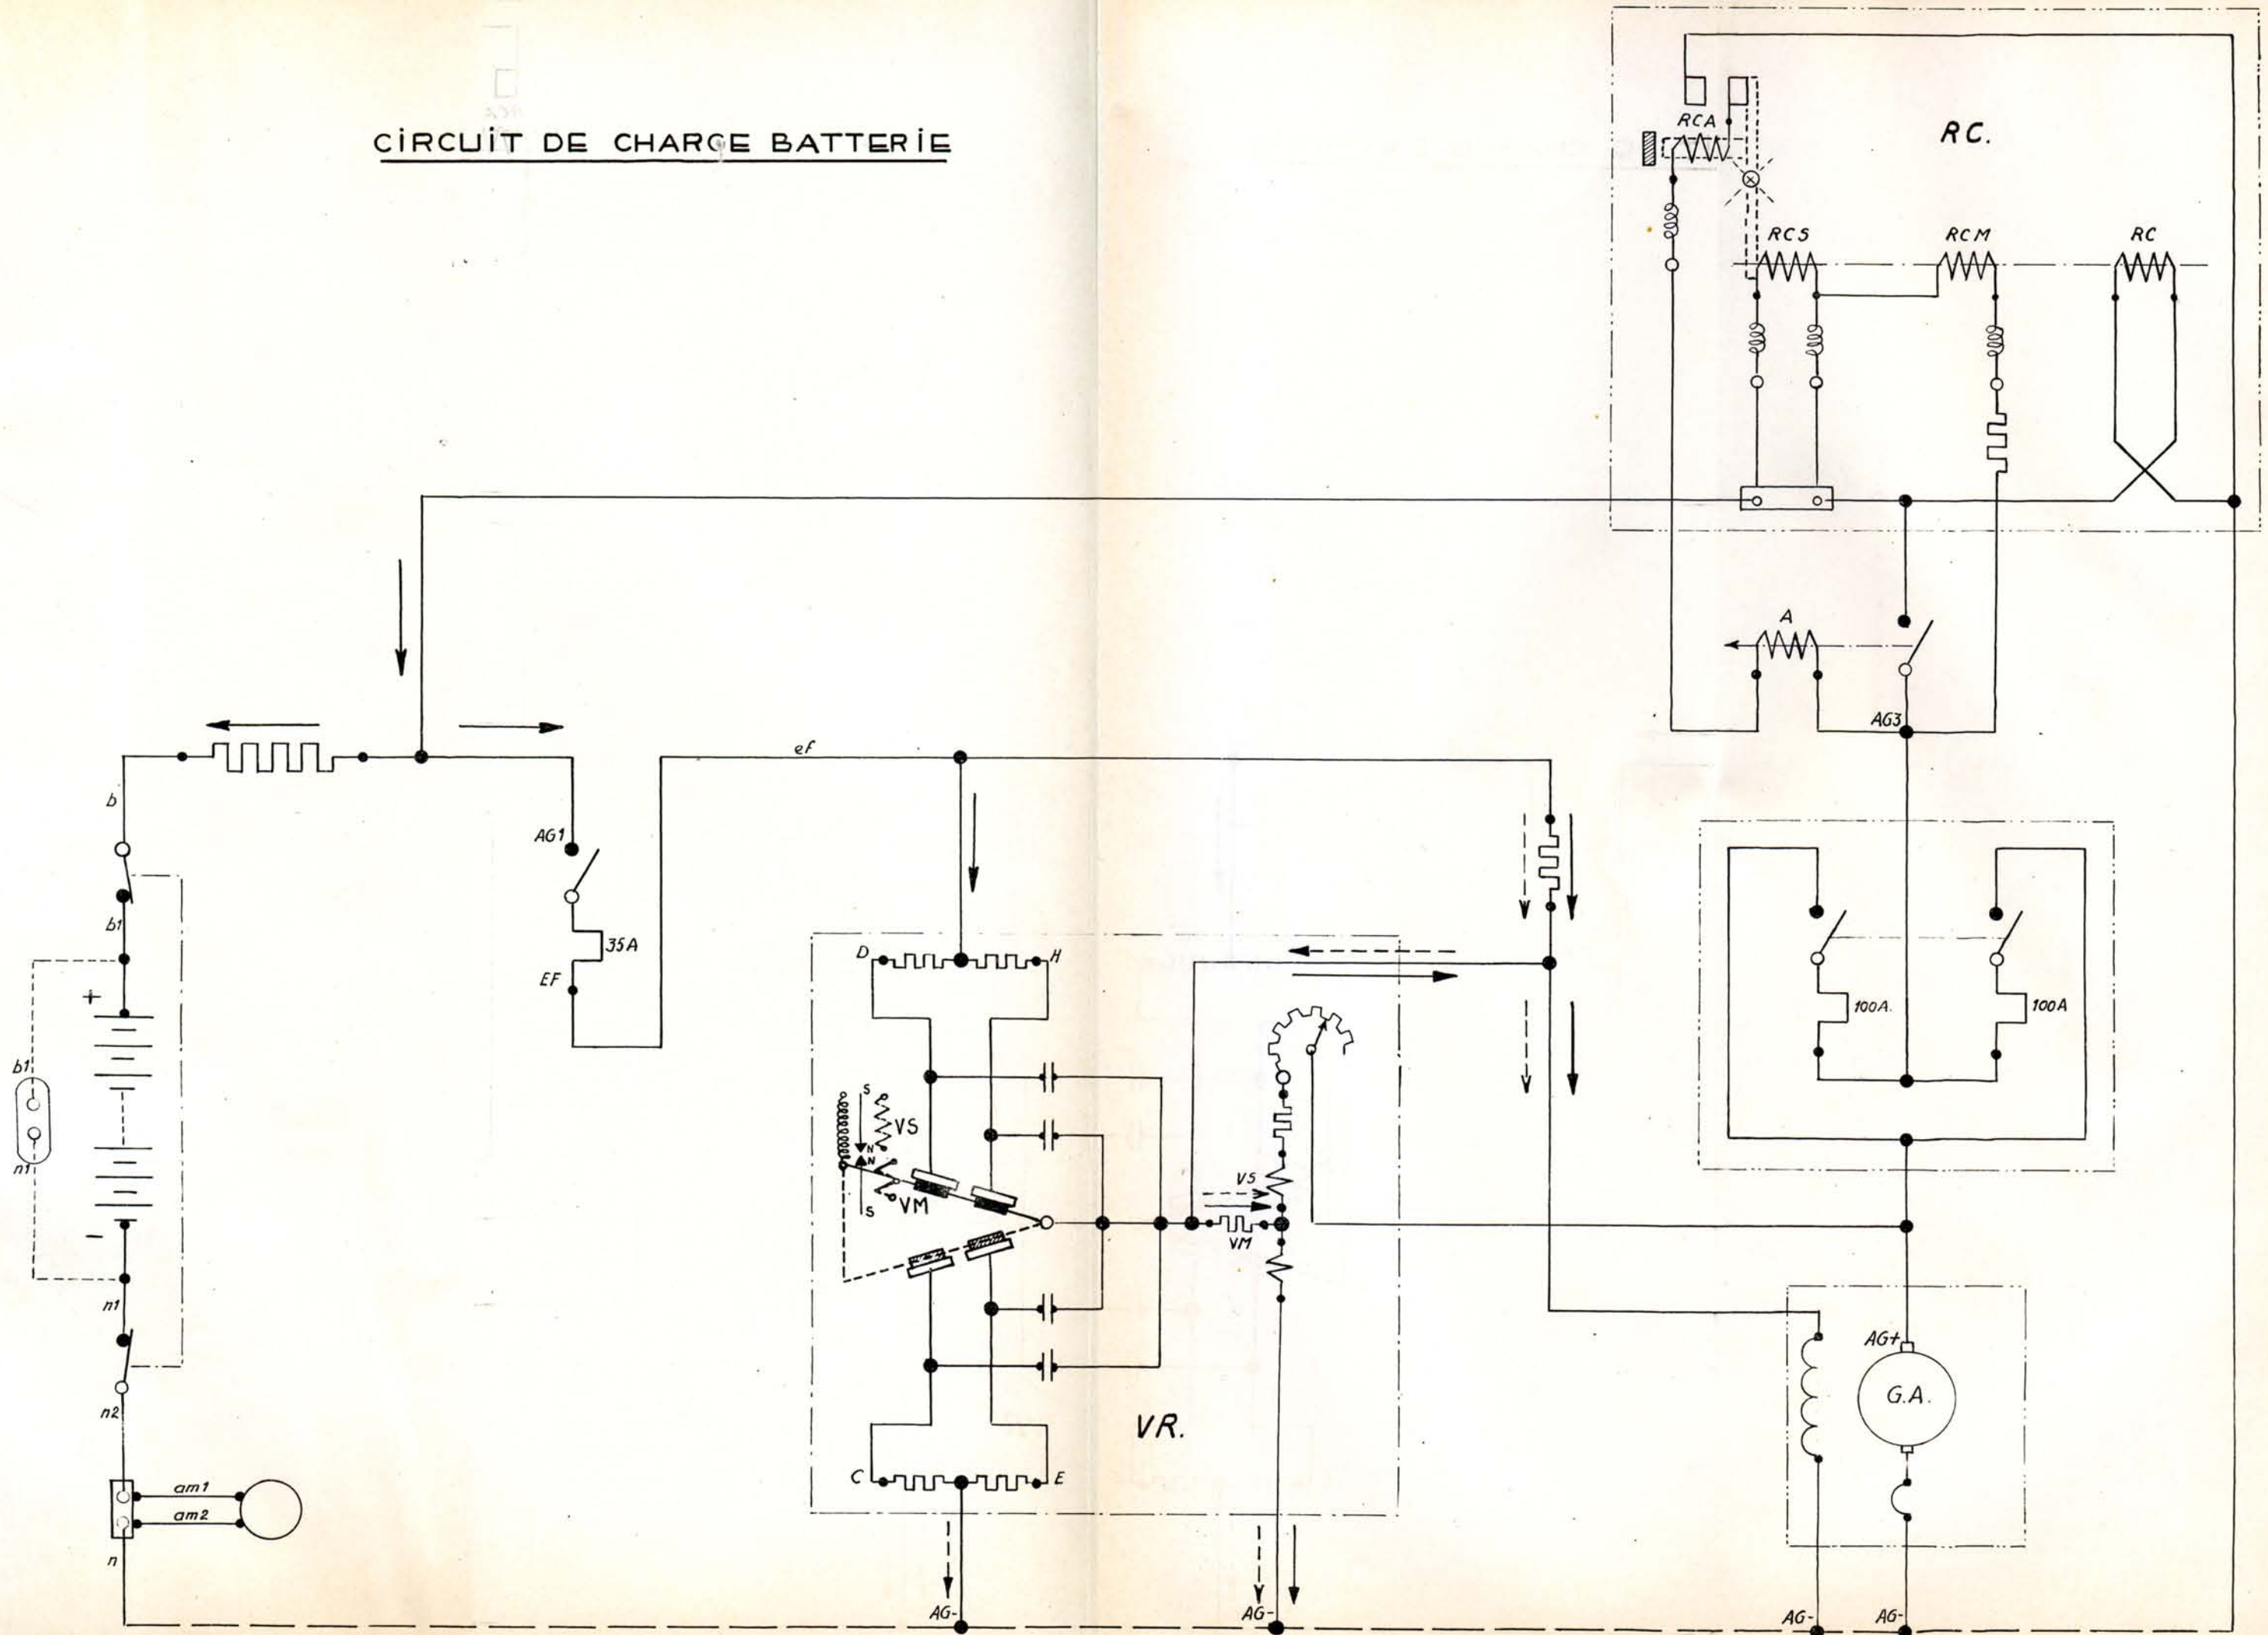 CiRCUiT DE CHARGE BATTERiE
RC.
RCA
RCS
RCM
RC
A
AG3
b
b1
+
b1
n1
-
n1
n2
am1
am2
n
AG1
35A
EF
ef
D
H
S
VS
N
N
VM
S
VS
VM
VR.
C
E
100A.
100A
AG+
G.A.
AG-
AG-
AG-
AG-